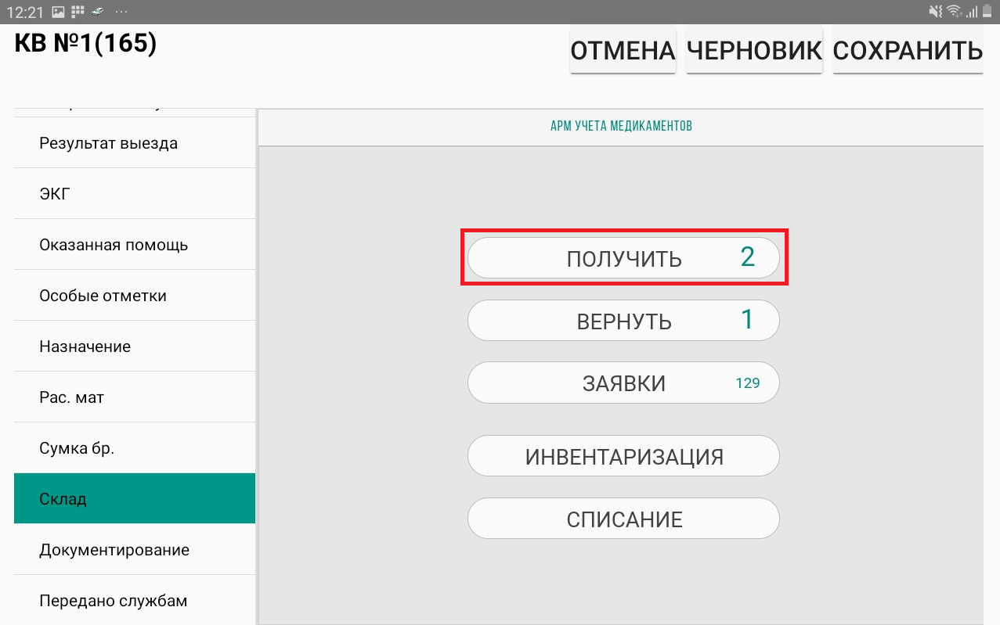 12:21
КВ №1(165)
ОТМЕНА ЧЕРНОВИК СОХРАНИТЬ
АРМ УЧЕТА МЕДИКАМЕНТОВ
Результат выезда
ЭКГ
Оказанная помощь
Особые отметки
Назначение
Рас. мат
Сумка бр.
Склад
Документирование
Передано службам
ПОЛУЧИТЬ 2
ВЕРНУТЬ 1
ЗАЯВКИ 129
ИНВЕНТАРИЗАЦИЯ
СПИСАНИЕ